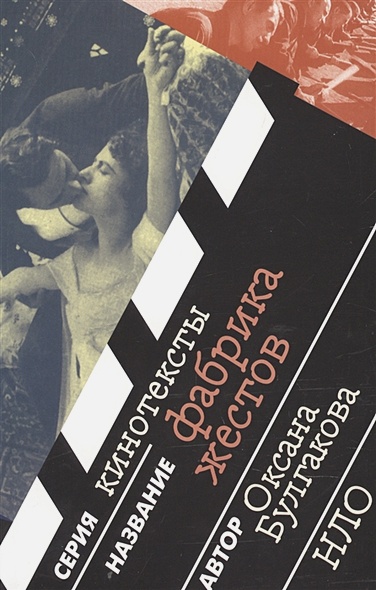 СЕРИЯ кинотексты
НАЗВАНИЕ фабрика
жестов
АВТОР Оксана
Булгакова
НЛО